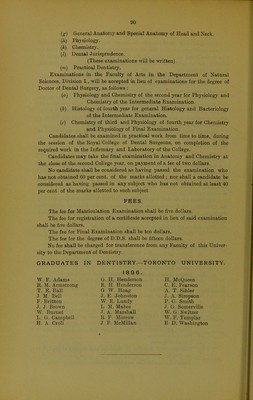 20
(g) General Anatomy and Special Anatomy of Head and Neck.
(h) Physiology.
(k) Chemistry.
(l) Dental Jurisprudence.
(These examinations will be written).
(m) Practical Dentistry.
Examinations in the Faculty of Arts in the Department of Natural
Sciences, Division I., will be accepted in lieu of examinations for the degree of
Doctor of Dental Surgery, as follows:
(a) Physiology and Chemistry of the second year for Physiology and
Chemistry of the Intermediate Examination.
(b) Histology of fourth year for general Histology and Bacteriology
of the Intermediate Examination.
(c) Chemistry of third and Physiology of fourth year for Chemistry
and Physiology of Final Examination.
Candidates shall be examined in practical work from time to time, during
the session of the Royal College of Dental Surgeons, on completion of the
required work in the Infirmary and Laboratory of the College.
Candidates may take the final examination in Anatomy and Chemistry at
the close of the second College year, on payment of a fee of two dollars.
No candidate shall be considered as having passed the examination who
has not obtained 60 per cent. of the marks allotted; nor shall a candidate be
considered as having passed in any subject who has not obtained at least 40
per cent. of the marks allotted to such subject.
FEES.
The fee for Matriculation Examination shall be five dollars.
The fee for registration of a certificate accepted in lieu of said examination
shall be five dollars.
The fee for Final Examination shall be ten dollars.
The fee for the degree of D.D.S. shall be fifteen dollars.
No fee shall be charged for transference from any Faculty of this Univer-
sity to the Department of Dentistry.
GRADUATES IN DENTISTRY.—TORONTO UNIVERSITY.
1896.
W. F. Adams
R. M. Armstrong
T. E. Ball
J. M. Bell
F. Britton
J. J. Brown
W. Burnet
L. G. Campbell
H. A. Croll
G. H. Henderson
R. H. Henderson
G. W. Hoag
J. E. Johnston
W. E. Lundy
I. M. Mabee
J. A. Marshall
R. F. Morrow
J. F. McMillan
H. McQueen
C. E. Pearson
A. T. Sibler
J. A. Simpson
P. C. Smith
J. G. Somerville
W. G. Switzer
W. F. Templar
E. D. Washington